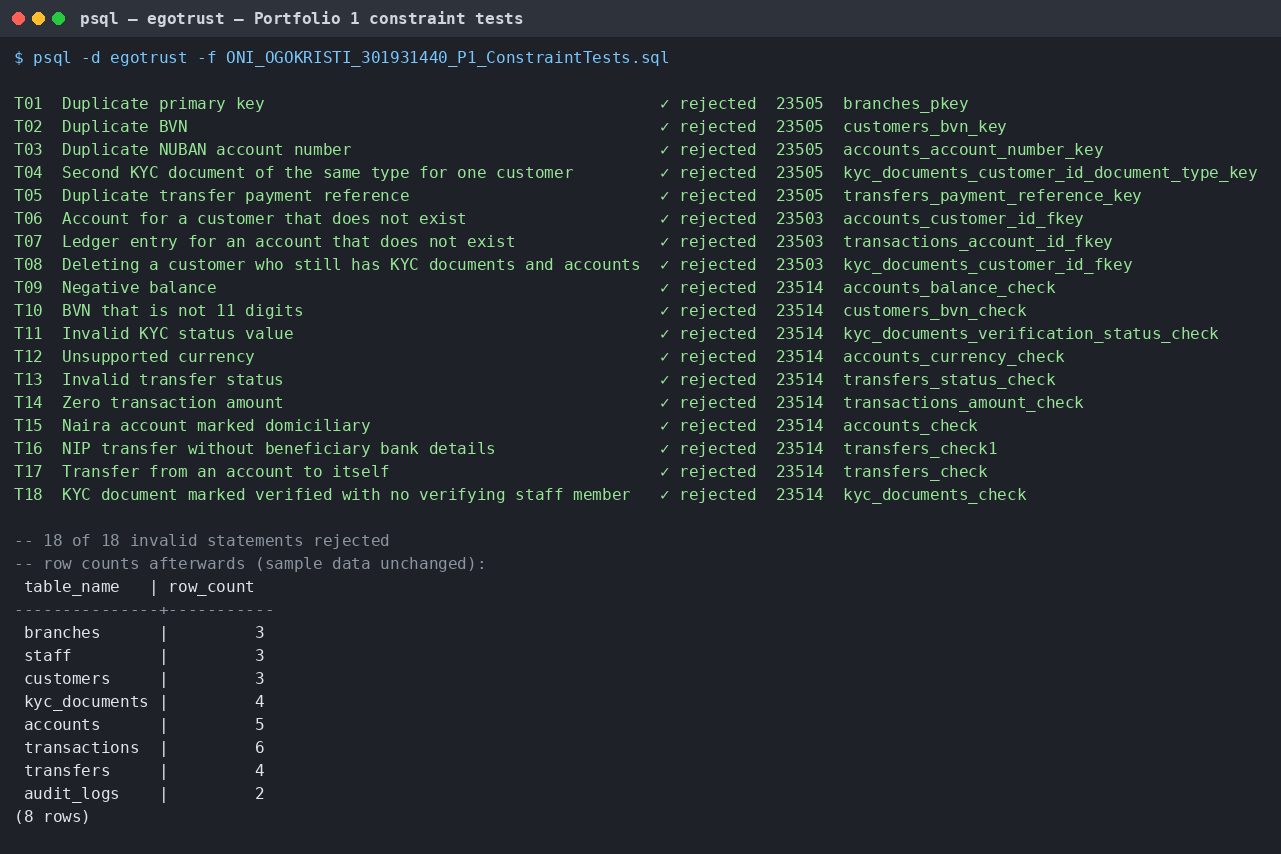 psql — egotrust — Portfolio 1 constraint tests
$ psql -d egotrust -f ONI_OGOKRISTI_301931440_P1_ConstraintTests.sql
T01  Duplicate primary key                                         ✓ rejected  23505  branches_pkey
T02  Duplicate BVN                                                 ✓ rejected  23505  customers_bvn_key
T03  Duplicate NUBAN account number                                ✓ rejected  23505  accounts_account_number_key
T04  Second KYC document of the same type for one customer         ✓ rejected  23505  kyc_documents_customer_id_document_type_key
T05  Duplicate transfer payment reference                          ✓ rejected  23505  transfers_payment_reference_key
T06  Account for a customer that does not exist                    ✓ rejected  23503  accounts_customer_id_fkey
T07  Ledger entry for an account that does not exist               ✓ rejected  23503  transactions_account_id_fkey
T08  Deleting a customer who still has KYC documents and accounts  ✓ rejected  23503  kyc_documents_customer_id_fkey
T09  Negative balance                                              ✓ rejected  23514  accounts_balance_check
T10  BVN that is not 11 digits                                     ✓ rejected  23514  customers_bvn_check
T11  Invalid KYC status value                                      ✓ rejected  23514  kyc_documents_verification_status_check
T12  Unsupported currency                                          ✓ rejected  23514  accounts_currency_check
T13  Invalid transfer status                                       ✓ rejected  23514  transfers_status_check
T14  Zero transaction amount                                       ✓ rejected  23514  transactions_amount_check
T15  Naira account marked domiciliary                              ✓ rejected  23514  accounts_check
T16  NIP transfer without beneficiary bank details                 ✓ rejected  23514  transfers_check1
T17  Transfer from an account to itself                            ✓ rejected  23514  transfers_check
T18  KYC document marked verified with no verifying staff member   ✓ rejected  23514  kyc_documents_check
-- 18 of 18 invalid statements rejected
-- row counts afterwards (sample data unchanged):
 table_name   | row_count
---------------+-----------
 branches      |         3
 staff         |         3
 customers     |         3
 kyc_documents |         4
 accounts      |         5
 transactions  |         6
 transfers     |         4
 audit_logs    |         2
(8 rows)